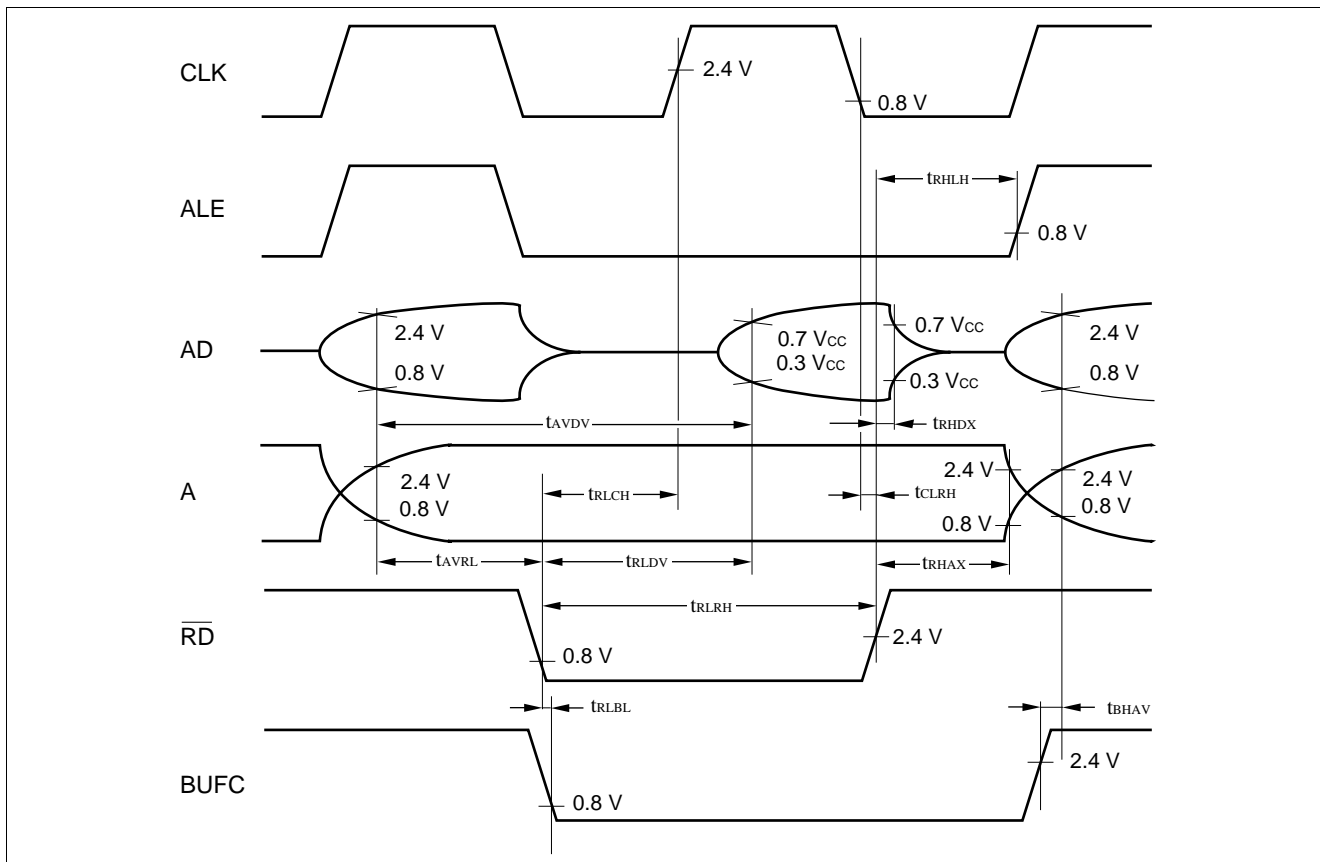 CLK
2.4 V
0.8 V
tRHLH
ALE
0.8 V
AD
2.4 V
0.8 V
0.7 VCC
0.3 VCC
0.7 VCC
0.3 VCC
2.4 V
0.8 V
tAVDV
tRHDX
A
2.4 V
0.8 V
tRLCH
2.4 V
0.8 V
tCLRH
2.4 V
0.8 V
tAVRL
tRLDV
tRHAX
tRLRH
RD
0.8 V
2.4 V
tRLBL
tBHAV
BUFC
0.8 V
2.4 V